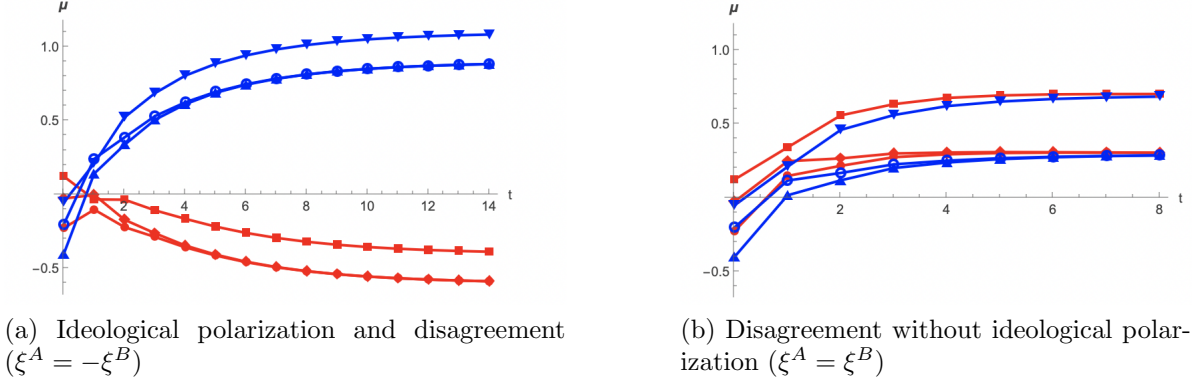 μ
1.0
0.5
-0.5
2 4 6 8 10 12 14 t
μ
1.0
0.5
-0.5
2 4 6 8 t
(a) Ideological polarization and disagreement
(ξ^A = −ξ^B)
(b) Disagreement without ideological polar-
ization (ξ^A = ξ^B)